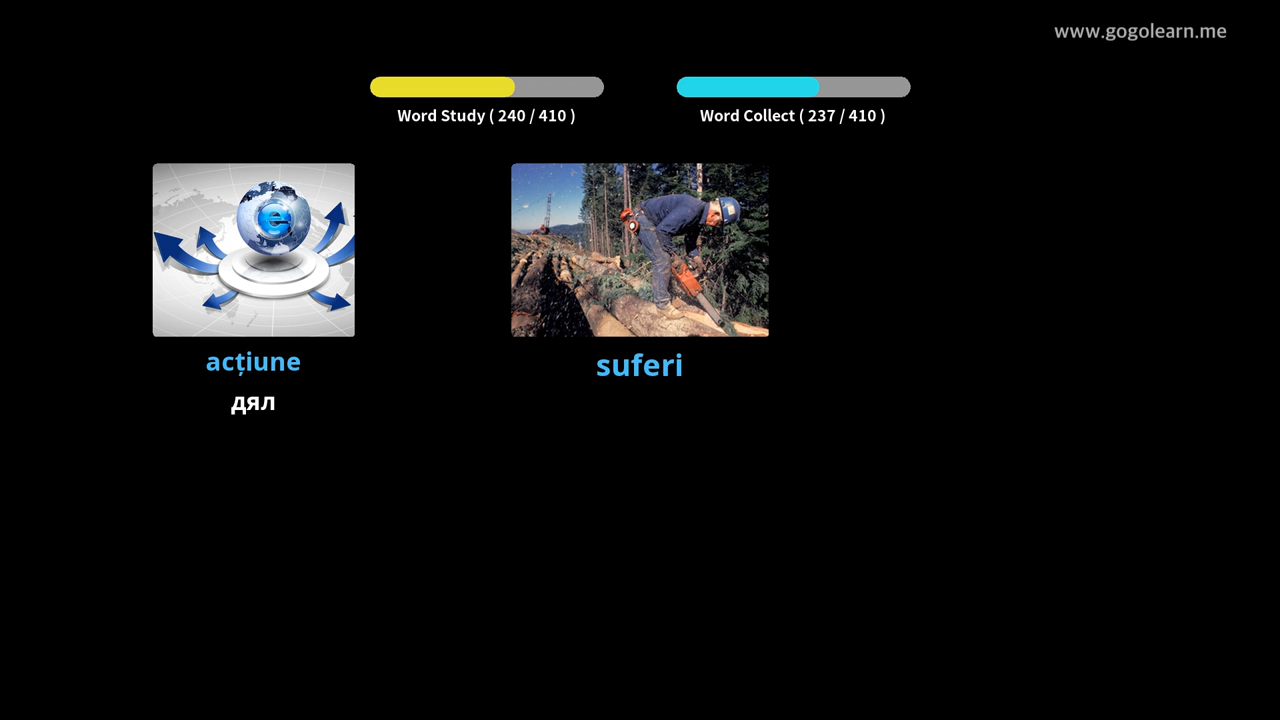 www.gogolearn.me
Word Study ( 240 / 410 )
Word Collect ( 237 / 410 )
e
acțiune
дял
suferi